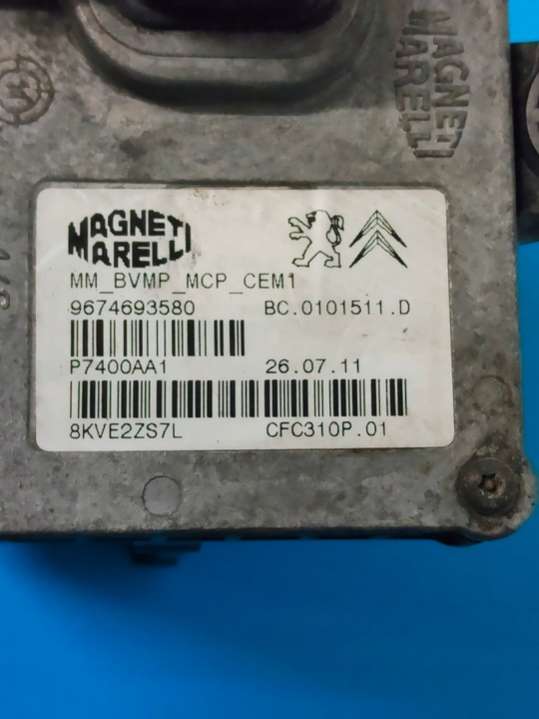 MAGNETI
MARELLI
MAGNETI
MARELLI
MM_BVMP_MCP_CEM1
9674693580 BC.0101511.D
P7400AA1 26.07.11
8KVE2ZS7L CFC310P.01